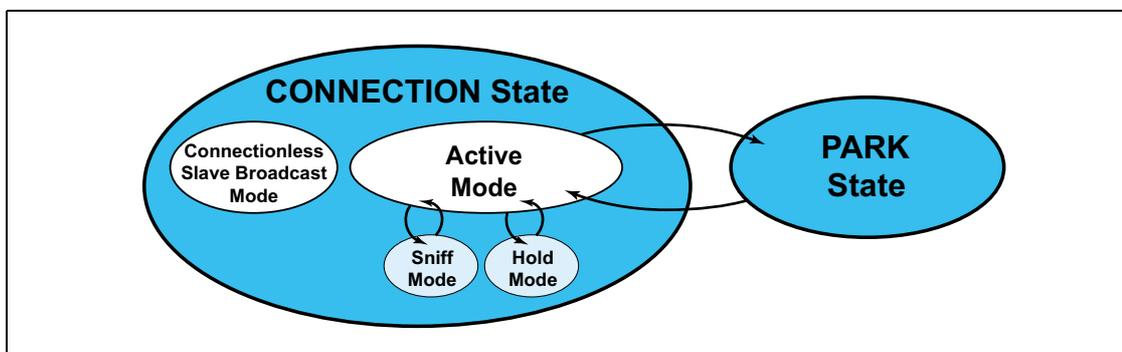 CONNECTION State
Connectionless
Slave Broadcast
Mode
Active
Mode
Sniff
Mode
Hold
Mode
PARK
State